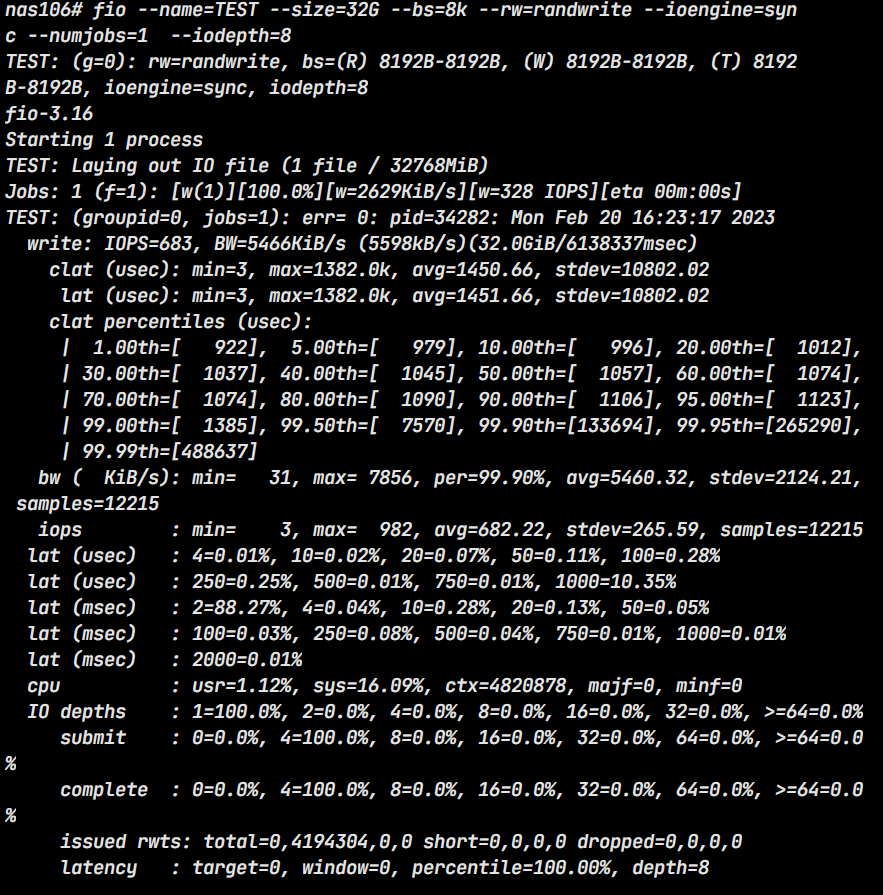 nas106# fio --name=TEST --size=32G --bs=8k --rw=randwrite --ioengine=syn
c --numjobs=1  --iodepth=8
TEST: (g=0): rw=randwrite, bs=(R) 8192B-8192B, (W) 8192B-8192B, (T) 8192
B-8192B, ioengine=sync, iodepth=8
fio-3.16
Starting 1 process
TEST: Laying out IO file (1 file / 32768MiB)
Jobs: 1 (f=1): [w(1)][100.0%][w=2629KiB/s][w=328 IOPS][eta 00m:00s]
TEST: (groupid=0, jobs=1): err= 0: pid=34282: Mon Feb 20 16:23:17 2023
  write: IOPS=683, BW=5466KiB/s (5598kB/s)(32.0GiB/6138337msec)
    clat (usec): min=3, max=1382.0k, avg=1450.66, stdev=10802.02
     lat (usec): min=3, max=1382.0k, avg=1451.66, stdev=10802.02
    clat percentiles (usec):
     |  1.00th=[   922],  5.00th=[   979], 10.00th=[   996], 20.00th=[  1012],
     | 30.00th=[  1037], 40.00th=[  1045], 50.00th=[  1057], 60.00th=[  1074],
     | 70.00th=[  1074], 80.00th=[  1090], 90.00th=[  1106], 95.00th=[  1123],
     | 99.00th=[  1385], 99.50th=[  7570], 99.90th=[133694], 99.95th=[265290],
     | 99.99th=[488637]
   bw (  KiB/s): min=   31, max= 7856, per=99.90%, avg=5460.32, stdev=2124.21,
 samples=12215
   iops        : min=    3, max=  982, avg=682.22, stdev=265.59, samples=12215
  lat (usec)   : 4=0.01%, 10=0.02%, 20=0.07%, 50=0.11%, 100=0.28%
  lat (usec)   : 250=0.25%, 500=0.01%, 750=0.01%, 1000=10.35%
  lat (msec)   : 2=88.27%, 4=0.04%, 10=0.28%, 20=0.13%, 50=0.05%
  lat (msec)   : 100=0.03%, 250=0.08%, 500=0.04%, 750=0.01%, 1000=0.01%
  lat (msec)   : 2000=0.01%
  cpu          : usr=1.12%, sys=16.09%, ctx=4820878, majf=0, minf=0
  IO depths    : 1=100.0%, 2=0.0%, 4=0.0%, 8=0.0%, 16=0.0%, 32=0.0%, >=64=0.0%
     submit    : 0=0.0%, 4=100.0%, 8=0.0%, 16=0.0%, 32=0.0%, 64=0.0%, >=64=0.0
%
     complete  : 0=0.0%, 4=100.0%, 8=0.0%, 16=0.0%, 32=0.0%, 64=0.0%, >=64=0.0
%
     issued rwts: total=0,4194304,0,0 short=0,0,0,0 dropped=0,0,0,0
     latency   : target=0, window=0, percentile=100.00%, depth=8